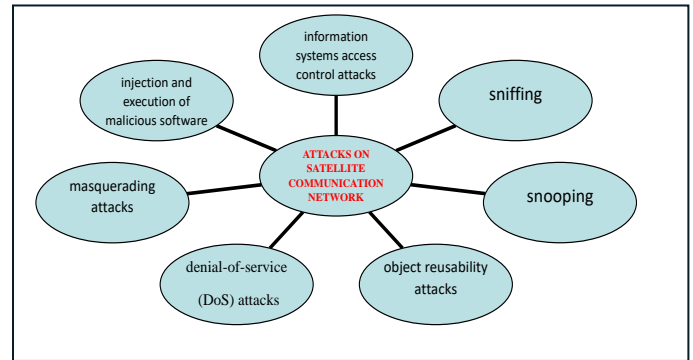 information
systems access
control attacks
injection and
execution of
malicious software
sniffing
ATTACKS ON
SATELLITE
COMMUNICATION
NETWORK
masquerading
attacks
snooping
denial-of-service
(DoS) attacks
object reusability
attacks